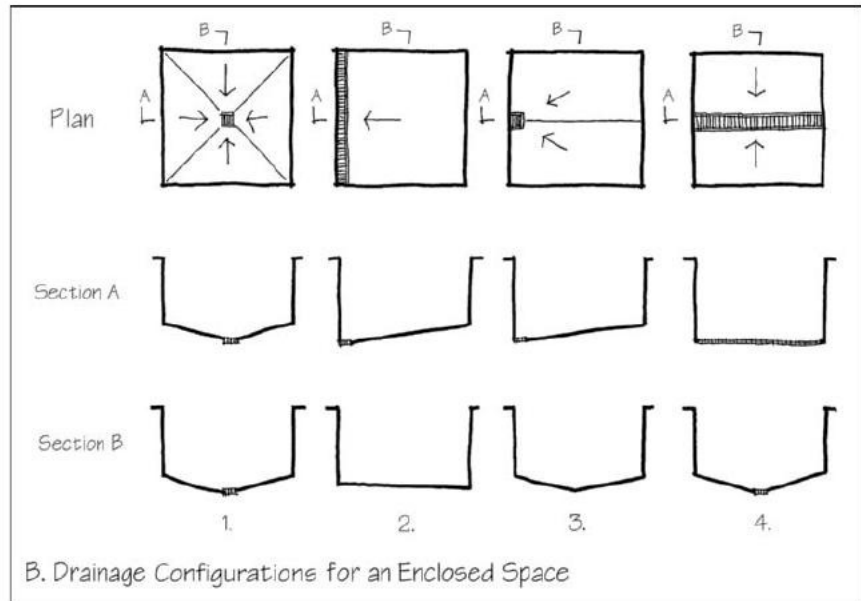 B B B B
A A A A
Plan
Section A
Section B
1. 2. 3. 4.
B. Drainage Configurations for an Enclosed Space